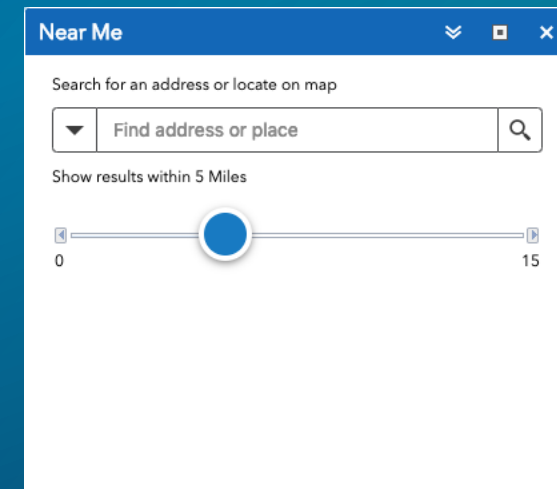 Near Me
Search for an address or locate on map
Find address or place
Show results within 5 Miles
0 15